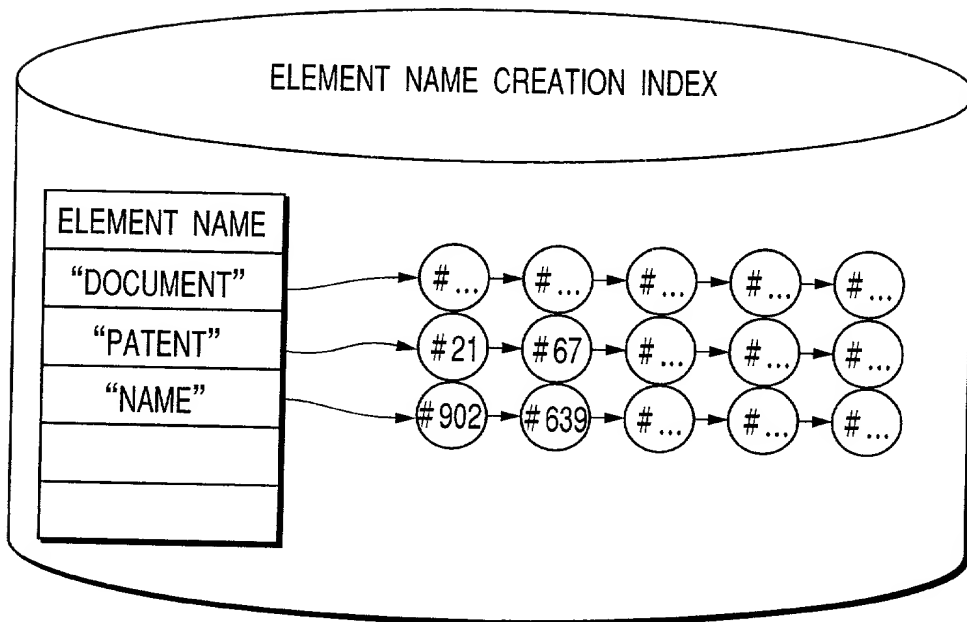 ELEMENT NAME CREATION INDEX
ELEMENT NAME
“DOCUMENT” #... #... #... #... #...
“PATENT” #21 #67 #... #... #...
“NAME” #902 #639 #... #... #...